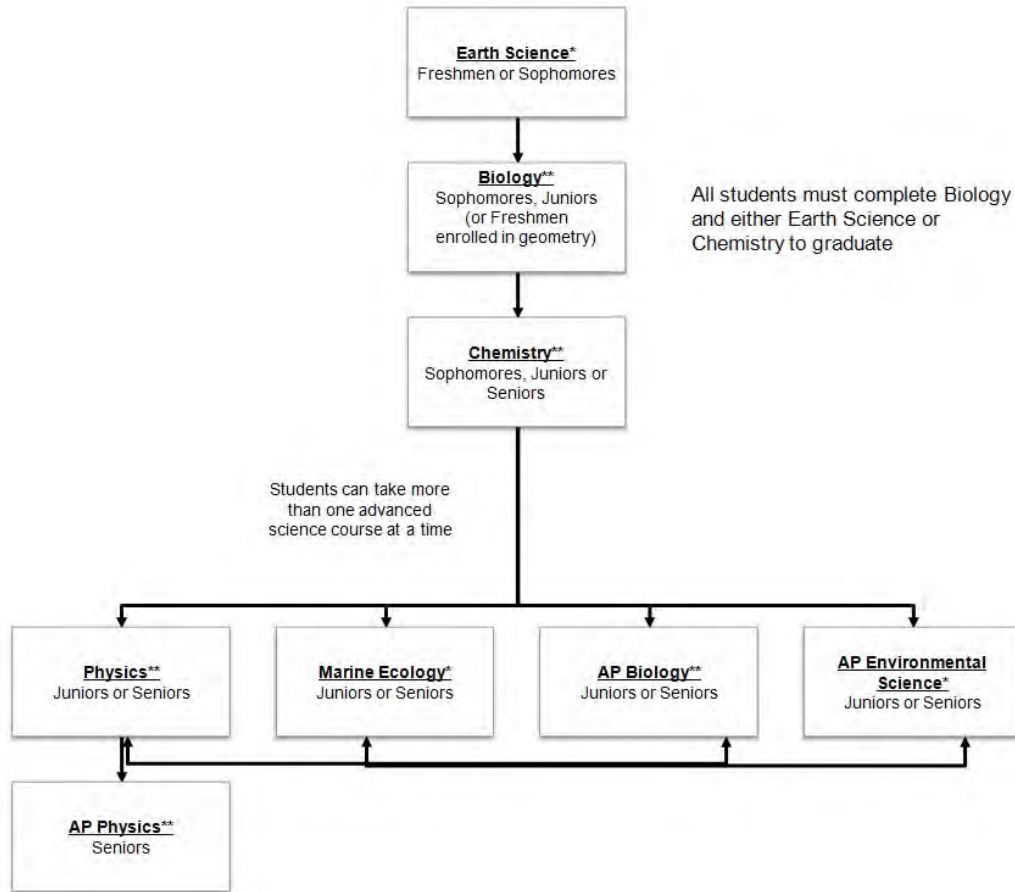 Earth Science*
Freshmen or Sophomores
Biology**
Sophomores, Juniors
(or Freshmen
enrolled in geometry)
All students must complete Biology
and either Earth Science or
Chemistry to graduate
Chemistry**
Sophomores, Juniors or
Seniors
Students can take more
than one advanced
science course at a time
Physics**
Juniors or Seniors
Marine Ecology*
Juniors or Seniors
AP Biology**
Juniors or Seniors
AP Environmental
Science*
Juniors or Seniors
AP Physics**
Seniors